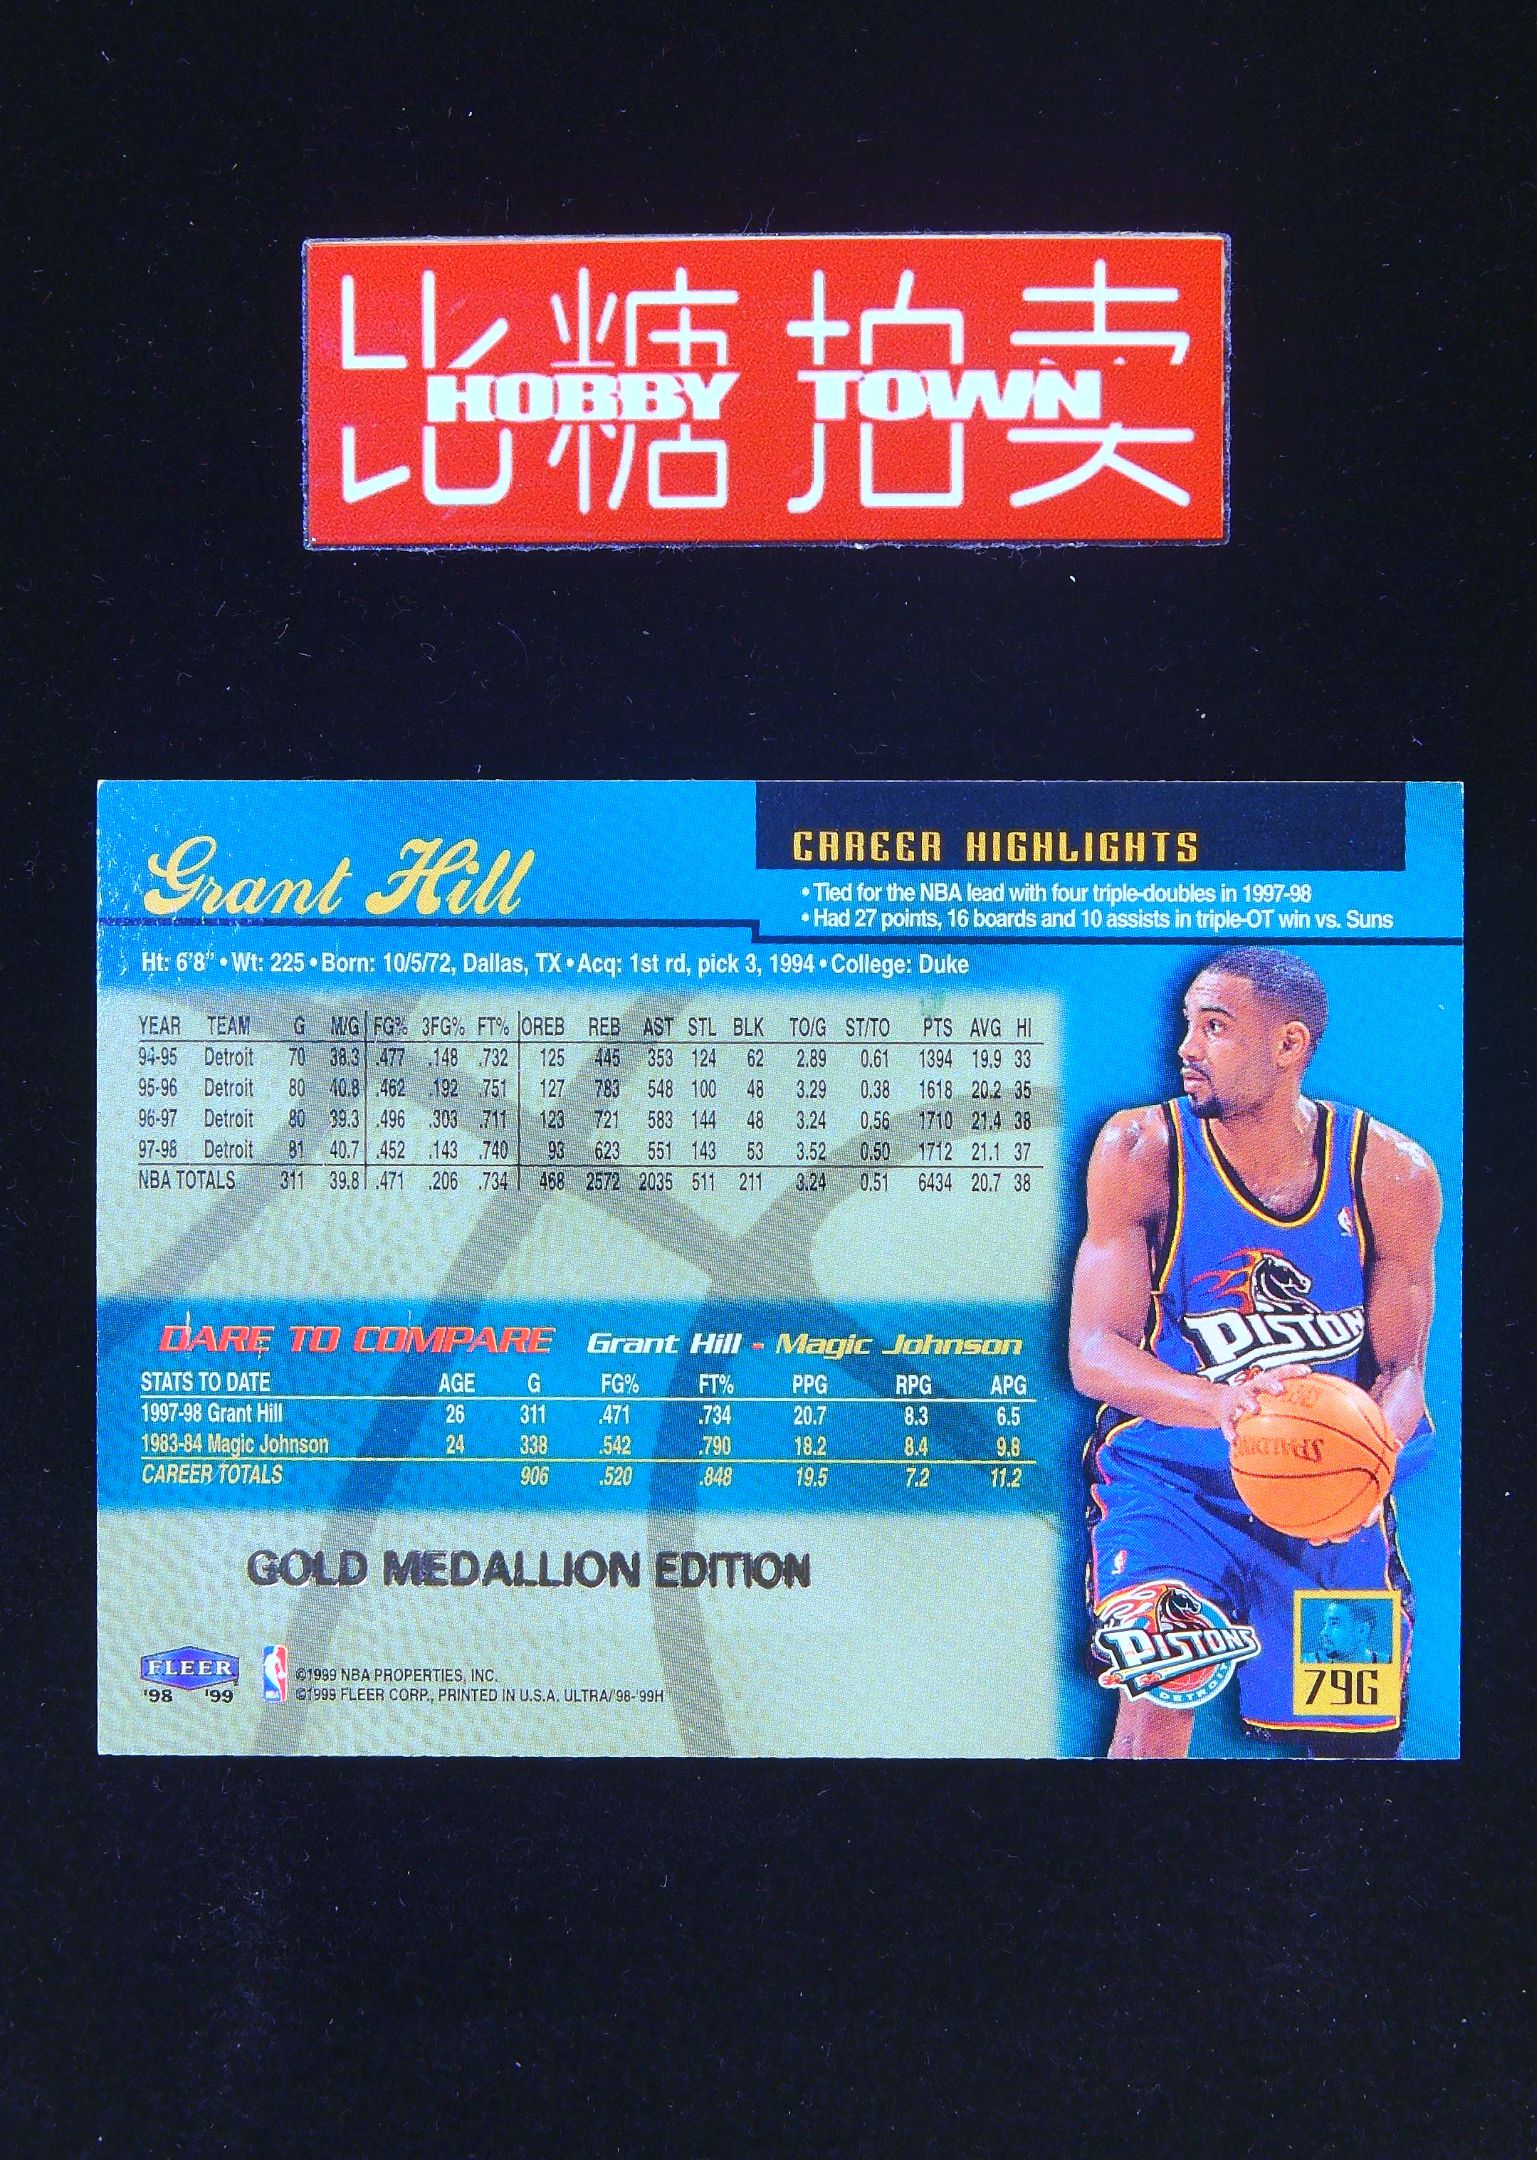 比糖拍卖
HOBBY TOWN
Grant Hill
CAREER HIGHLIGHTS
• Tied for the NBA lead with four triple-doubles in 1997-98
• Had 27 points, 16 boards and 10 assists in triple-OT win vs. Suns
Ht: 6'8" • Wt: 225 • Born: 10/5/72, Dallas, TX • Acq: 1st rd, pick 3, 1994 • College: Duke
YEAR TEAM G M/G FG% 3FG% FT% OREB REB AST STL BLK TO/G ST/TO PTS AVG HI
94-95 Detroit 70 38.3 .477 .148 .732 125 445 353 124 62 2.89 0.61 1394 19.9 33
95-96 Detroit 80 40.8 .462 .192 .751 127 783 548 100 48 3.29 0.38 1618 20.2 35
96-97 Detroit 80 39.3 .496 .303 .711 123 721 583 144 48 3.24 0.56 1710 21.4 38
97-98 Detroit 81 40.7 .452 .143 .740 93 623 551 143 53 3.52 0.50 1712 21.1 37
NBA TOTALS 311 39.8 .471 .206 .734 468 2572 2035 511 211 3.24 0.51 6434 20.7 38
DARE TO COMPARE Grant Hill - Magic Johnson
STATS TO DATE AGE G FG% FT% PPG RPG APG
1997-98 Grant Hill 26 311 .471 .734 20.7 8.3 6.5
1983-84 Magic Johnson 24 338 .542 .790 18.2 8.4 9.8
CAREER TOTALS 906 .520 .848 19.5 7.2 11.2
PISTON
SPALDING
GOLD MEDALLION EDITION
PISTONS
DETROIT
79G
FLEER
'98 '99
©1999 NBA PROPERTIES, INC.
©1999 FLEER CORP., PRINTED IN U.S.A. ULTRA/'98-'99H